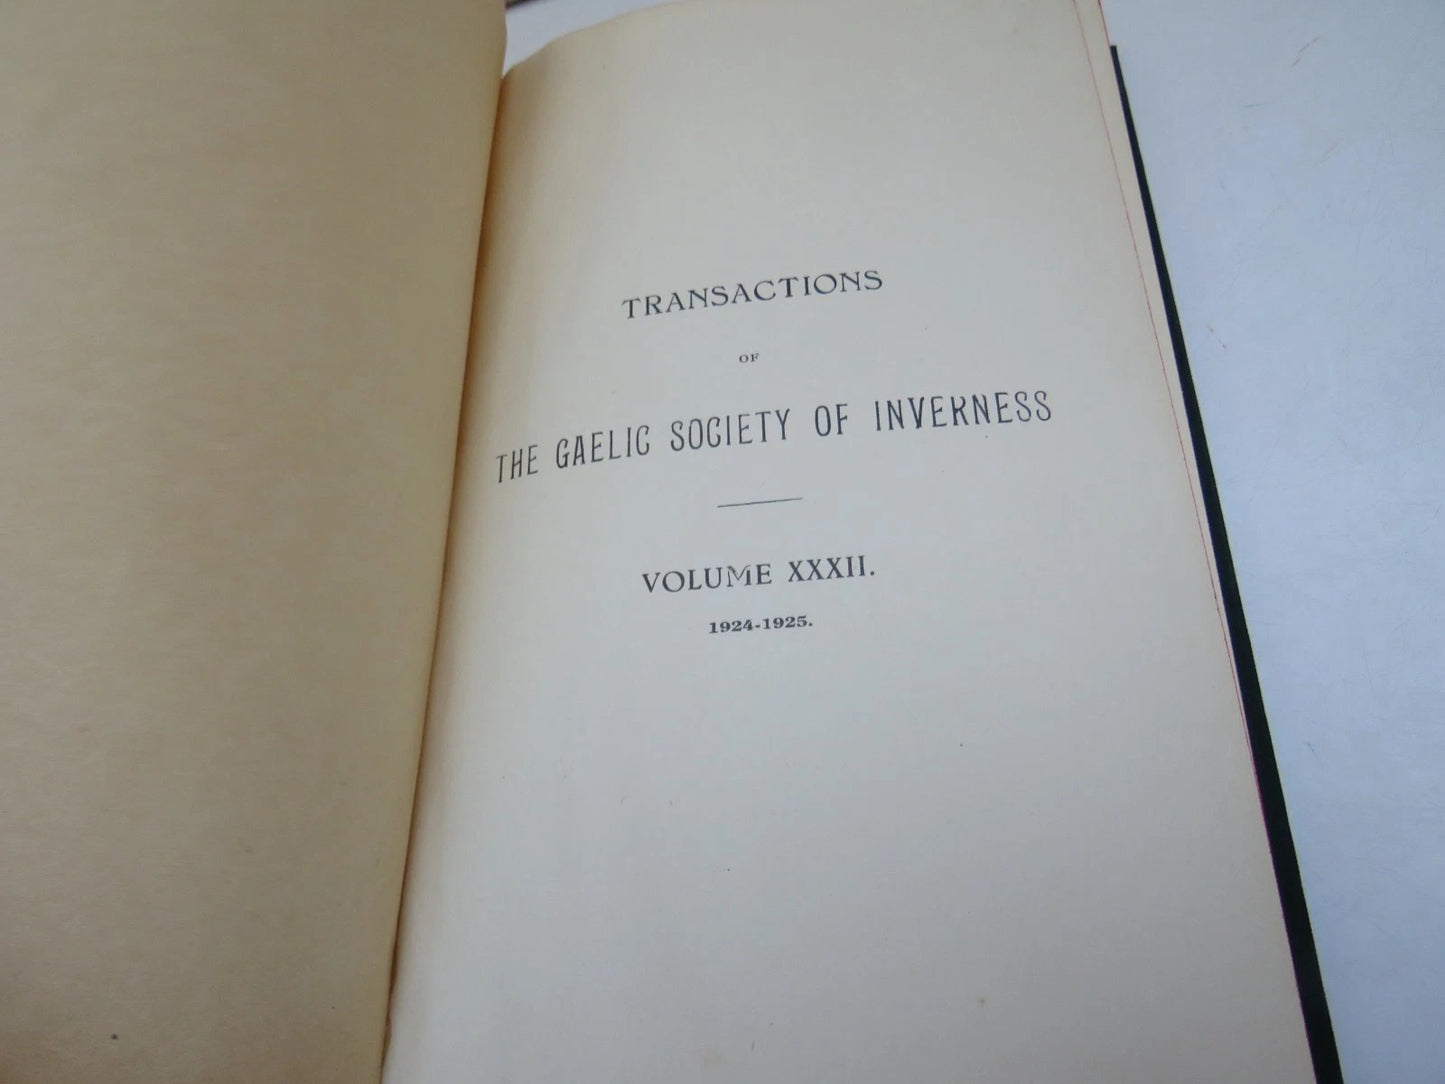 TRANSACTIONS
OF
THE GAELIC SOCIETY OF INVERNESS
VOLUME XXXII.
1924-1925.